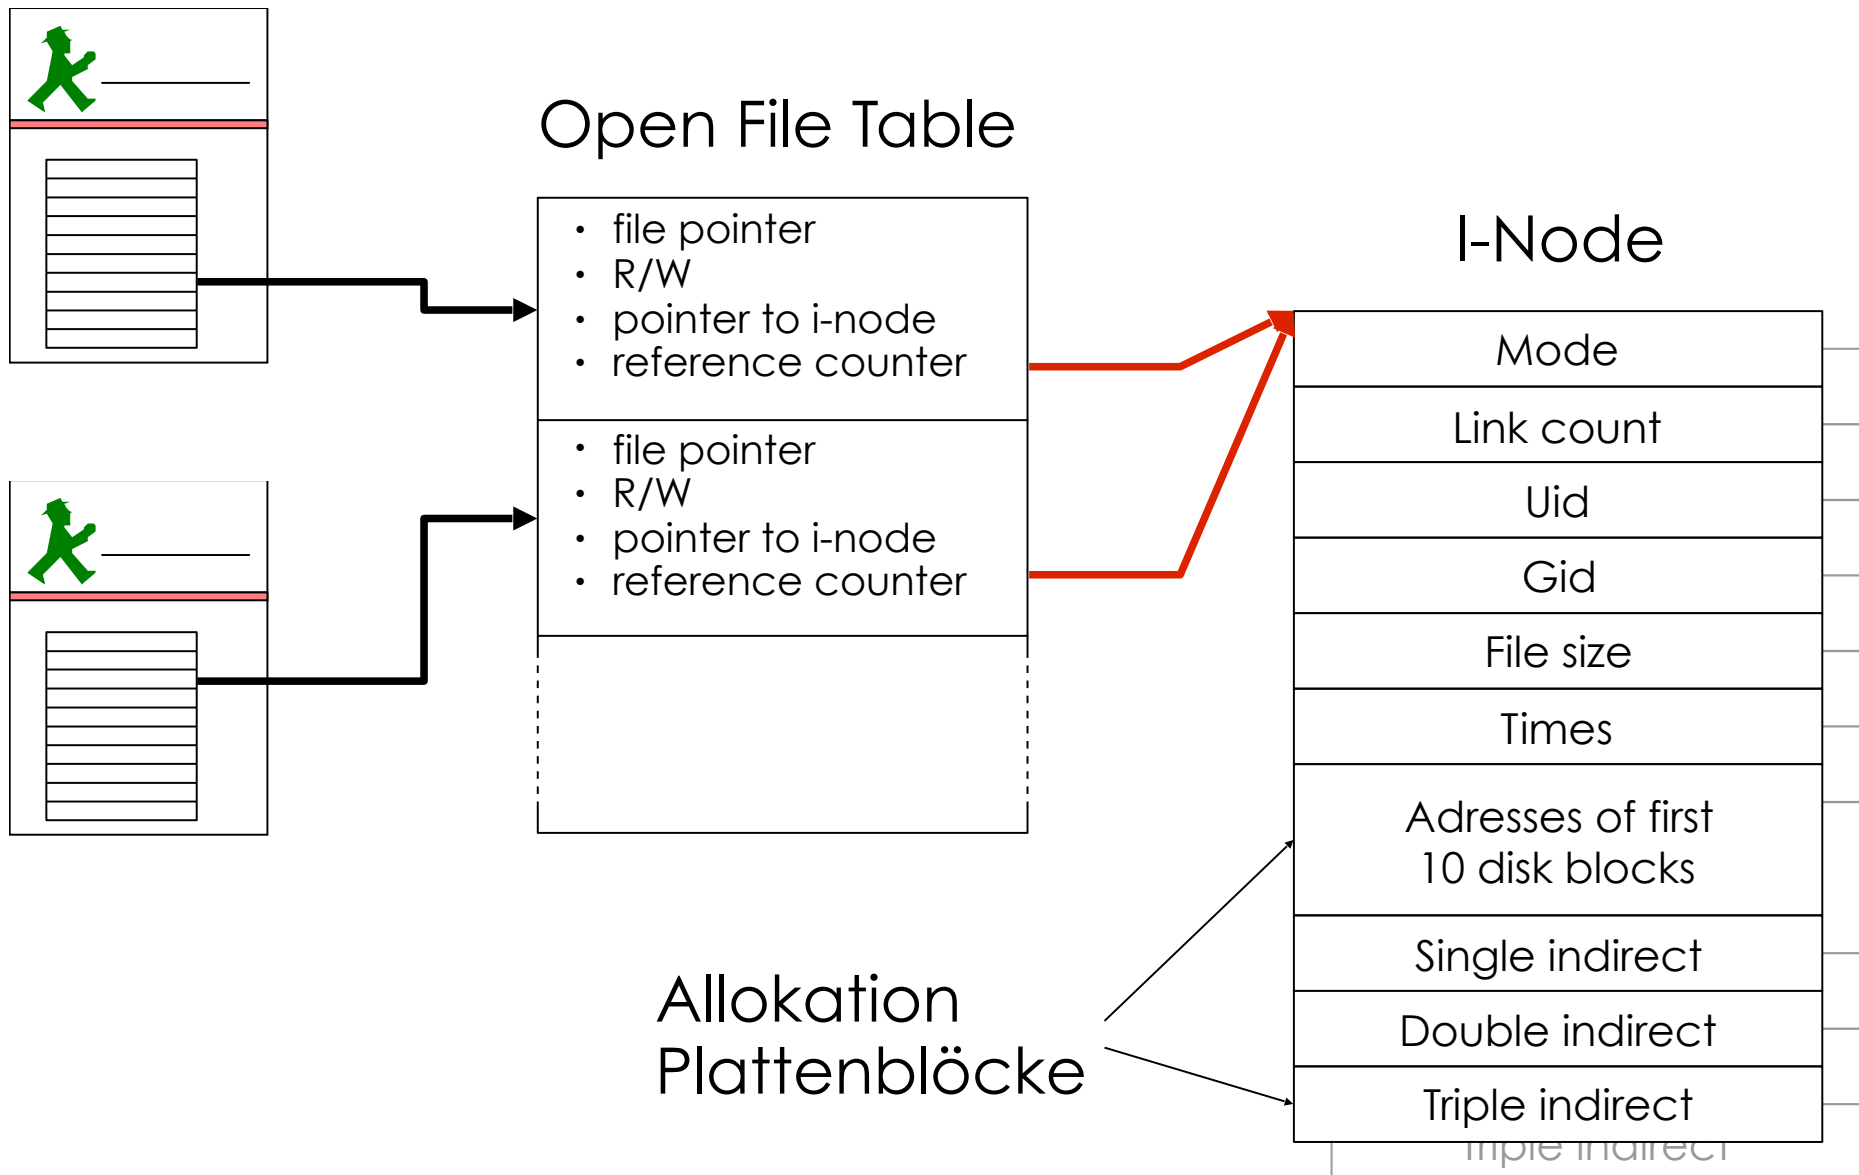 Open File Table
• file pointer
• R/W
• pointer to i-node
• reference counter
• file pointer
• R/W
• pointer to i-node
• reference counter
I-Node
Mode
Link count
Uid
Gid
File size
Times
Adresses of first
10 disk blocks
Single indirect
Double indirect
Triple indirect
Triple indirect
Allokation
Plattenblöcke